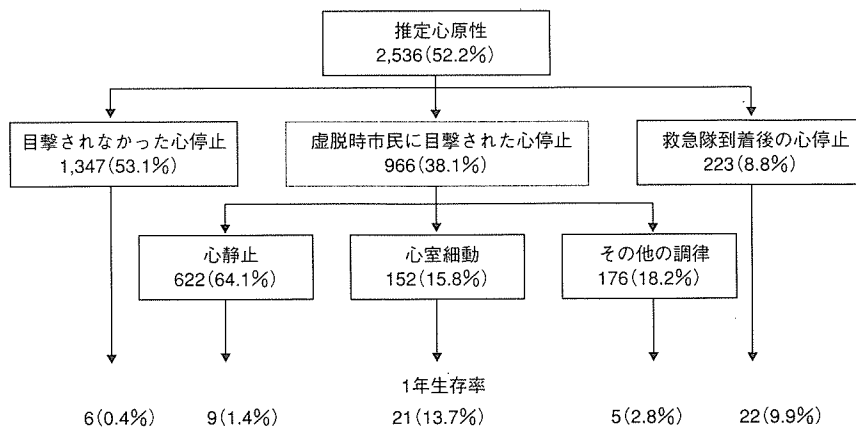 推定心原性
2,536(52.2%)
目撃されなかった心停止
1,347(53.1%)
虚脱時市民に目撃された心停止
966(38.1%)
救急隊到着後の心停止
223(8.8%)
心静止
622(64.1%)
心室細動
152(15.8%)
その他の調律
176(18.2%)
1年生存率
6(0.4%) 9(1.4%) 21(13.7%) 5(2.8%) 22(9.9%)